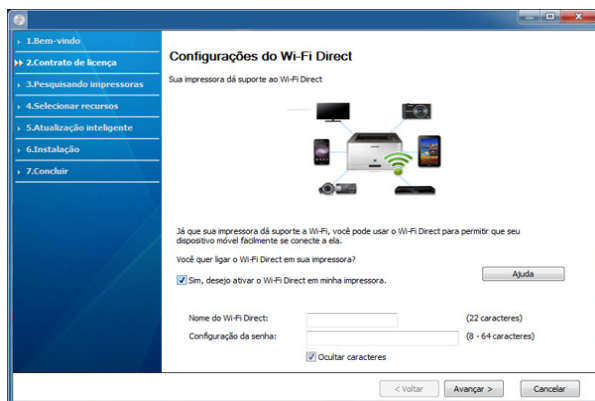 1.Bem-vindo
2.Contrato de licença
3.Pesquisando impressoras
4.Selecionar recursos
5.Atualização inteligente
6.Instalação
7.Concluir
Configurações do Wi-Fi Direct
Sua impressora dá suporte ao Wi-Fi Direct
Já que sua impressora dá suporte a Wi-Fi, você pode usar o Wi-Fi Direct para permitir que seu
dispositivo móvel facilmente se conecte a ela.
Você quer ligar o Wi-Fi Direct em sua impressora?
Sim, desejo ativar o Wi-Fi Direct em minha impressora.
Ajuda
Nome do Wi-Fi Direct: (22 caracteres)
Configuração da senha: (8 - 64 caracteres)
Ocultar caracteres
< Voltar Avançar > Cancelar